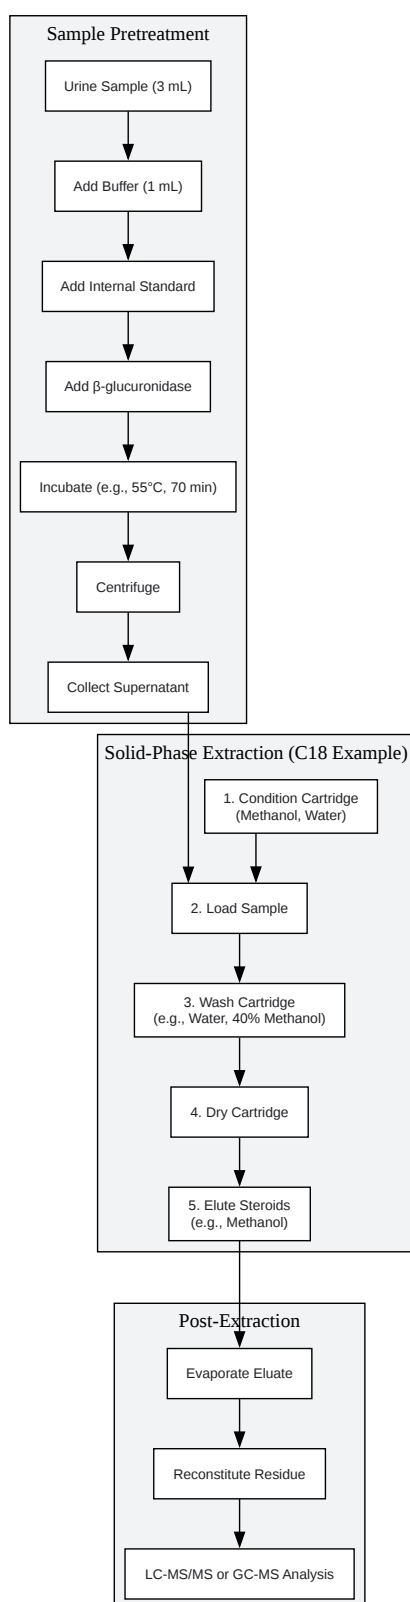 Sample Pretreatment
Urine Sample (3 mL)
Add Buffer (1 mL)
Add Internal Standard
Add β-glucuronidase
Incubate (e.g., 55°C, 70 min)
Centrifuge
Collect Supernatant
Solid-Phase Extraction (C18 Example)
1. Condition Cartridge
(Methanol, Water)
2. Load Sample
3. Wash Cartridge
(e.g., Water, 40% Methanol)
4. Dry Cartridge
5. Elute Steroids
(e.g., Methanol)
Post-Extraction
Evaporate Eluate
Reconstitute Residue
LC-MS/MS or GC-MS Analysis